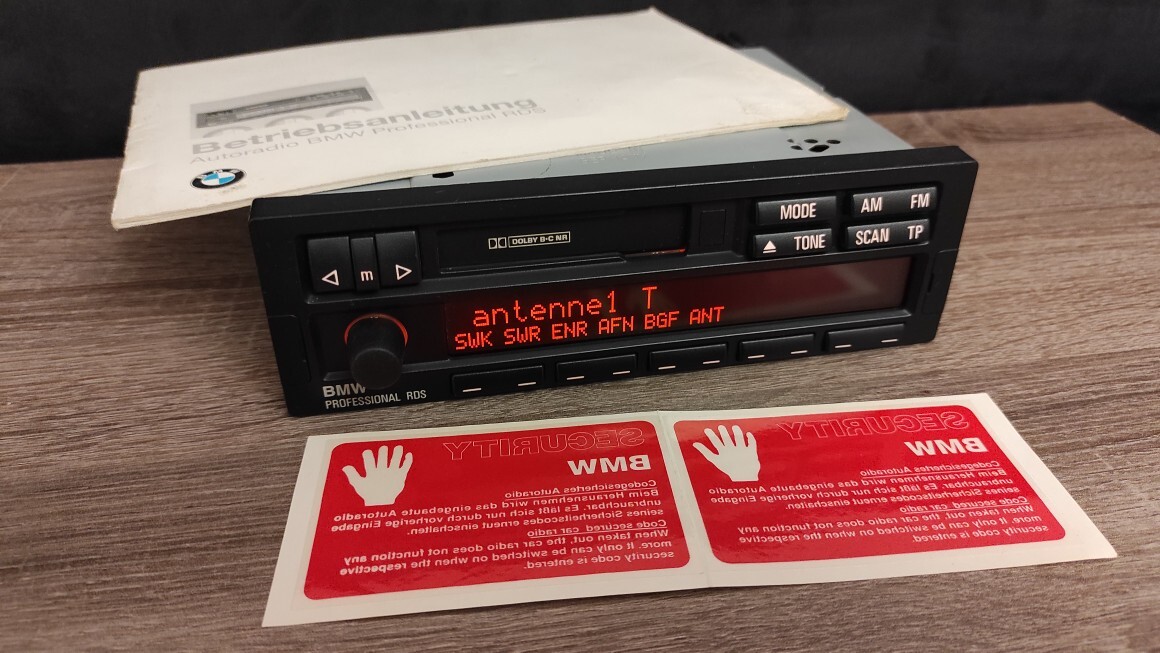 Betriebsanleitung
Autoradio BMW Professional RDS
DOLBY B-C NR
MODE
AM FM
TONE
SCAN TP
m
antenne1 T
SWK SWR ENR AFN BGF ANT
BMW
PROFESSIONAL RDS
SECURITY
BMW
Codegesichertes Autoradio
Beim Herausnehmen wird das eingebaute Autoradio
unbrauchbar. Es läßt sich nur durch vorherige Eingabe
seines Sicherheitscodes erneut einschalten.
Code secured car radio
When taken out, the car radio does not function any
more. It only can be switched on when the respective
security code is entered.
SECURITY
BMW
Codegesichertes Autoradio
Beim Herausnehmen wird das eingebaute Autoradio
unbrauchbar. Es läßt sich nur durch vorherige Eingabe
seines Sicherheitscodes erneut einschalten.
Code secured car radio
When taken out, the car radio does not function any
more. It only can be switched on when the respective
security code is entered.